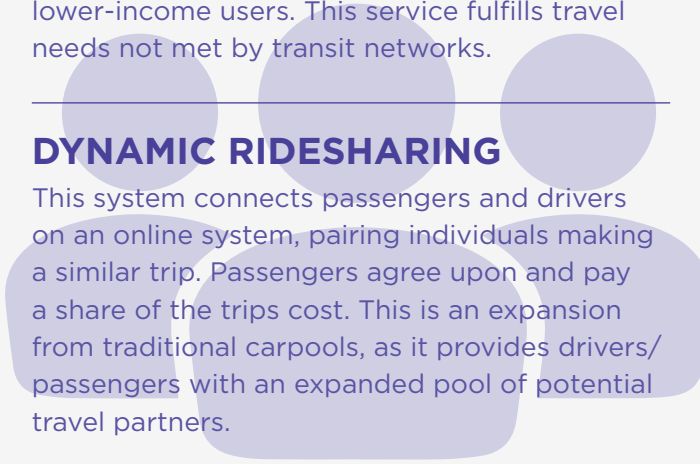 lower-income users. This service fulfills travel
needs not met by transit networks.
DYNAMIC RIDESHARING
This system connects passengers and drivers
on an online system, pairing individuals making
a similar trip. Passengers agree upon and pay
a share of the trips cost. This is an expansion
from traditional carpools, as it provides drivers/
passengers with an expanded pool of potential
travel partners.